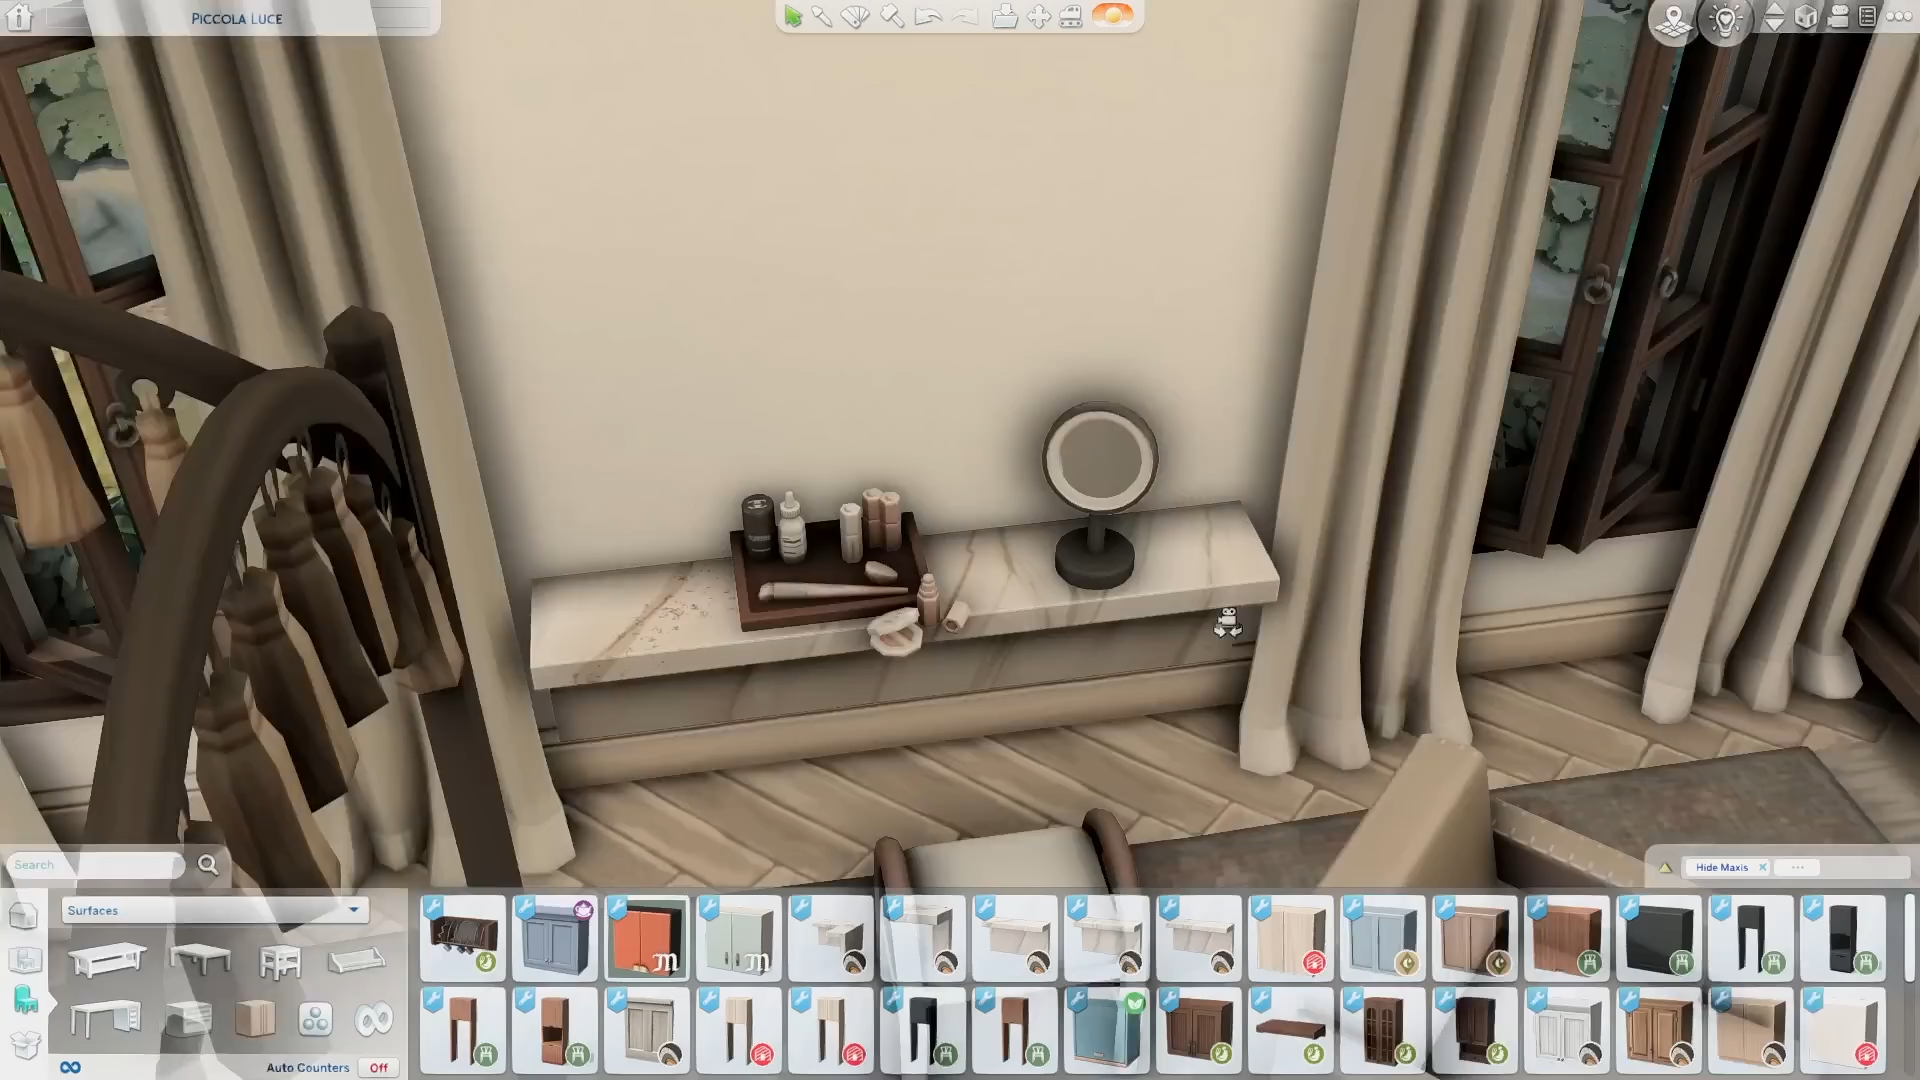 PICCOLA LUCE
Search
Hide Maxis
Surfaces
Auto Counters
Off